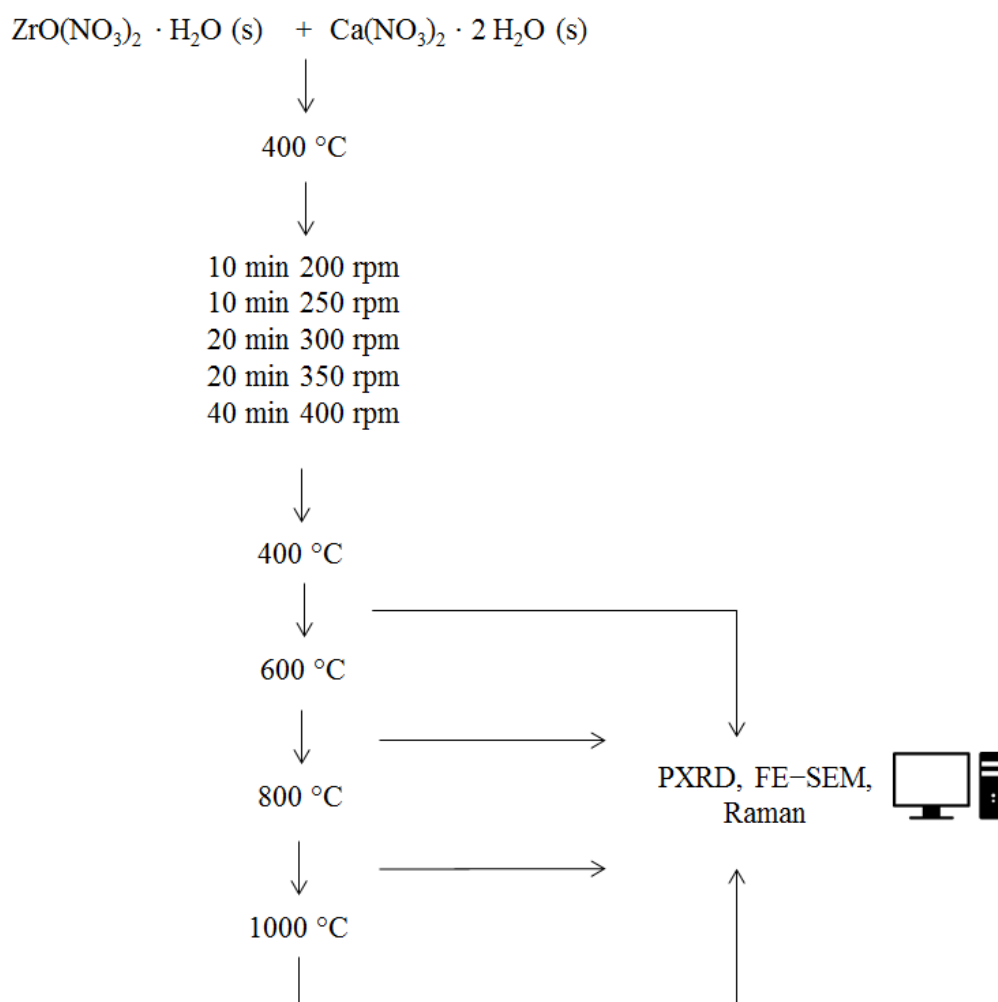 ZrO(NO₃)₂ · H₂O (s) + Ca(NO₃)₂ · 2 H₂O (s)
400 °C
10 min 200 rpm
10 min 250 rpm
20 min 300 rpm
20 min 350 rpm
40 min 400 rpm
400 °C
600 °C
800 °C
PXRD, FE−SEM,
Raman
1000 °C